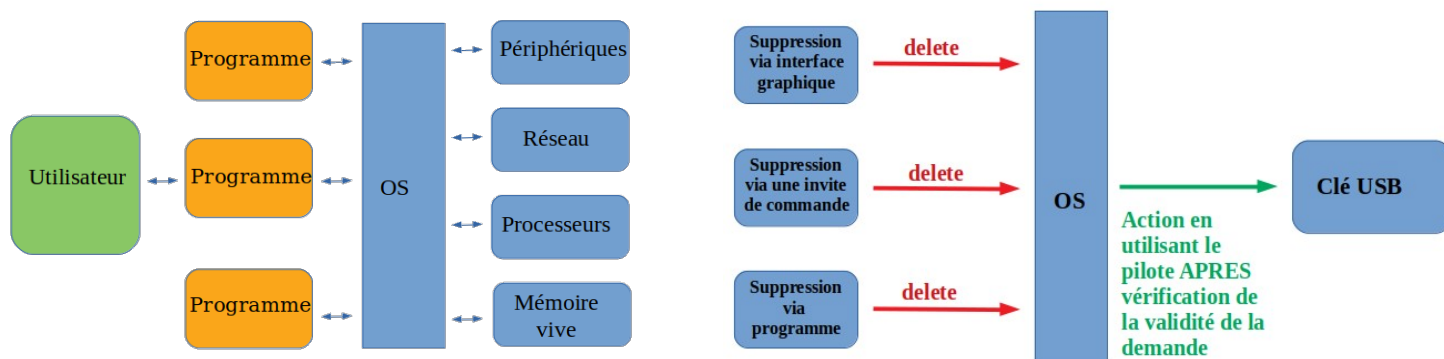 Utilisateur
Programme
Programme
Programme
OS
Périphériques
Réseau
Processeurs
Mémoire
vive
Suppression
via interface
graphique
delete
Suppression
via une invite
de commande
delete
Suppression
via
programme
delete
OS
Action en
utilisant le
pilote APRES
vérification de
la validité de la
demande
Clé USB